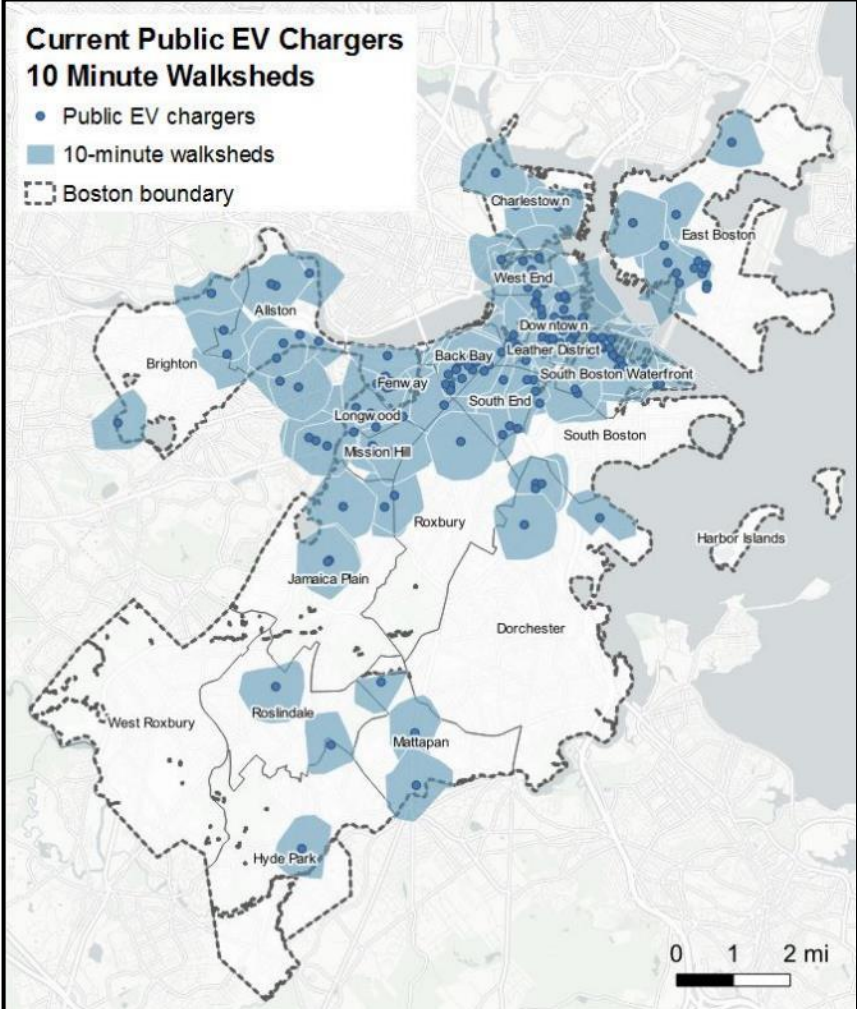 Current Public EV Chargers
10 Minute Walksheds
Public EV chargers
10-minute walksheds
Boston boundary
Charlestown
East Boston
West End
Allston
Downtown
Brighton
Back Bay
Leather District
Fenway
South Boston Waterfront
South End
Longwood
South Boston
Mission Hill
Roxbury
Harbor Islands
Jamaica Plain
Dorchester
Roslindale
West Roxbury
Mattapan
Hyde Park
0 1 2 mi